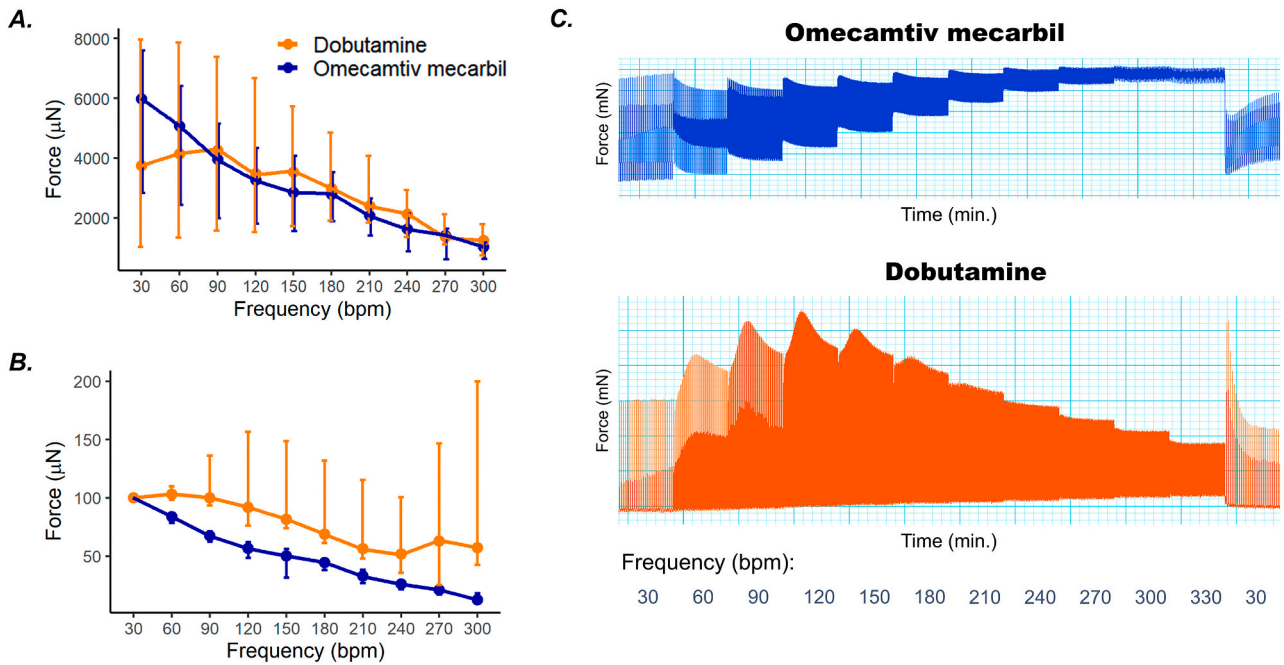 A.
8000
6000
4000
2000
Force (µN)
Dobutamine
Omecamtiv mecarbil
30 60 90 120 150 180 210 240 270 300
Frequency (bpm)
B.
200
150
100
50
Force (µN)
30 60 90 120 150 180 210 240 270 300
Frequency (bpm)
C.
Omecamtiv mecarbil
Force (mN)
Time (min.)
Dobutamine
Force (mN)
Time (min.)
Frequency (bpm):
30 60 90 120 150 180 210 240 270 300 30